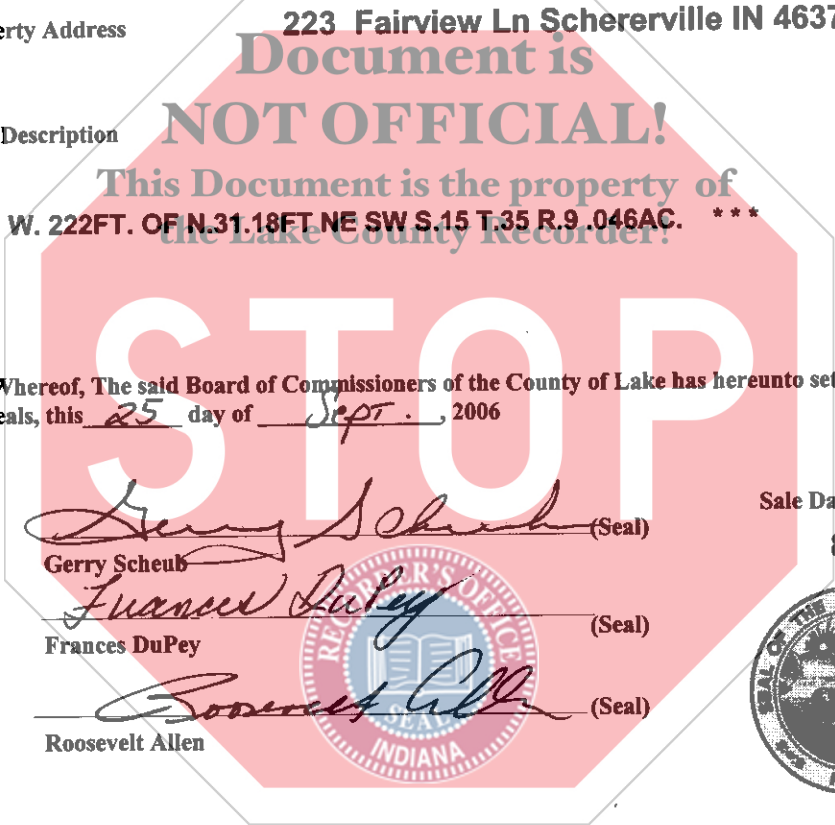 erty Address 223 Fairview Ln Schererville IN 4637
Document is
NOT OFFICIAL!
Description
This Document is the property of
the Lake County Recorder!
W. 222FT. OF N.31.18FT NE SW S.15 T.35 R.9 .046AC. ***
STOP
Whereof, The said Board of Commissioners of the County of Lake has hereunto set
eals, this 25 day of Sept. , 2006
Sale Da
Gerry Scheub (Seal)
Gerry Scheub
Frances DuPey (Seal)
Frances DuPey
Roosevelt Allen (Seal)
Roosevelt Allen
RECORDER'S OFFICE
SEAL
INDIANA
SEAL OF THE